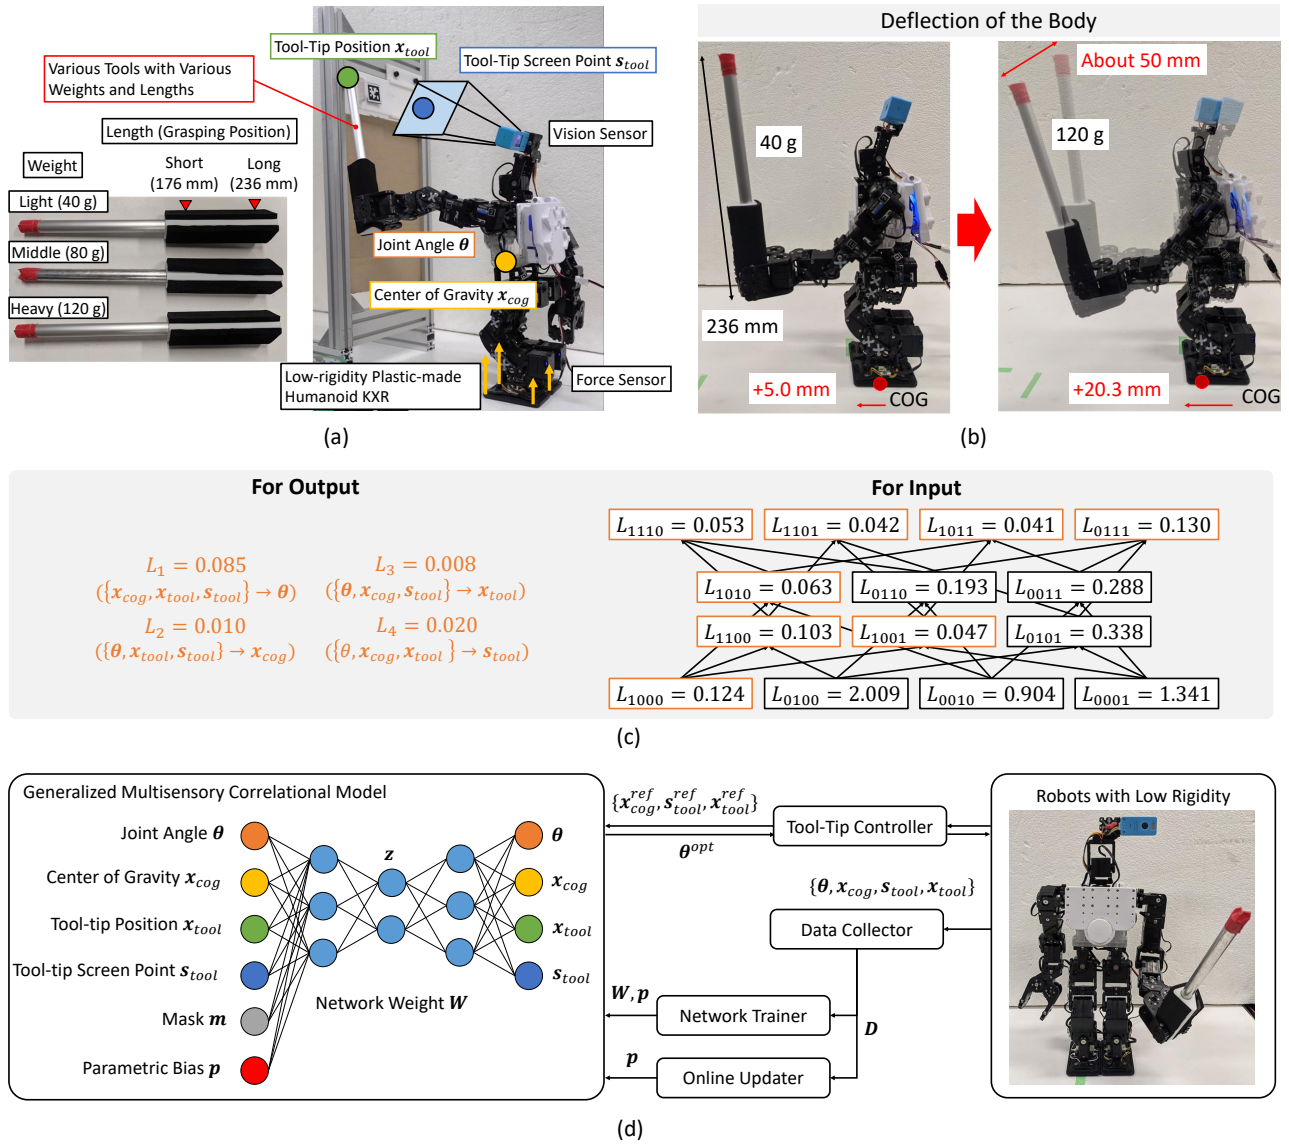 Tool-Tip Position x_tool
Tool-Tip Screen Point s_tool
Various Tools with Various
Weights and Lengths
Length (Grasping Position)
Vision Sensor
Weight
Short
(176 mm)
Long
(236 mm)
Light (40 g)
Middle (80 g)
Heavy (120 g)
Joint Angle θ
Center of Gravity x_cog
Low-rigidity Plastic-made
Humanoid KXR
Force Sensor
(a)
Deflection of the Body
40 g
236 mm
+5.0 mm
COG
About 50 mm
120 g
+20.3 mm
COG
(b)
For Output
L_1 = 0.085
({x_cog, x_tool, s_tool} → θ)
L_3 = 0.008
({θ, x_cog, s_tool} → x_tool)
L_2 = 0.010
({θ, x_tool, s_tool} → x_cog)
L_4 = 0.020
({θ, x_cog, x_tool} → s_tool)
For Input
L_1110 = 0.053
L_1101 = 0.042
L_1011 = 0.041
L_0111 = 0.130
L_1010 = 0.063
L_0110 = 0.193
L_0011 = 0.288
L_1100 = 0.103
L_1001 = 0.047
L_0101 = 0.338
L_1000 = 0.124
L_0100 = 2.009
L_0010 = 0.904
L_0001 = 1.341
(c)
Generalized Multisensory Correlational Model
Joint Angle θ
Center of Gravity x_cog
Tool-tip Position x_tool
Tool-tip Screen Point s_tool
Mask m
Parametric Bias p
z
Network Weight W
θ
x_cog
x_tool
s_tool
{x_cog^ref, s_tool^ref, x_tool^ref}
θ^opt
Tool-Tip Controller
{θ, x_cog, s_tool, x_tool}
Data Collector
W, p
Network Trainer
D
p
Online Updater
Robots with Low Rigidity
(d)